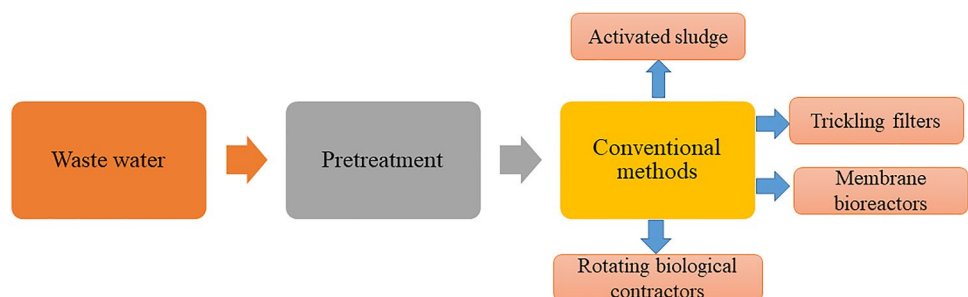 Activated sludge
Waste water
Pretreatment
Conventional
methods
Trickling filters
Membrane
bioreactors
Rotating biological
contractors